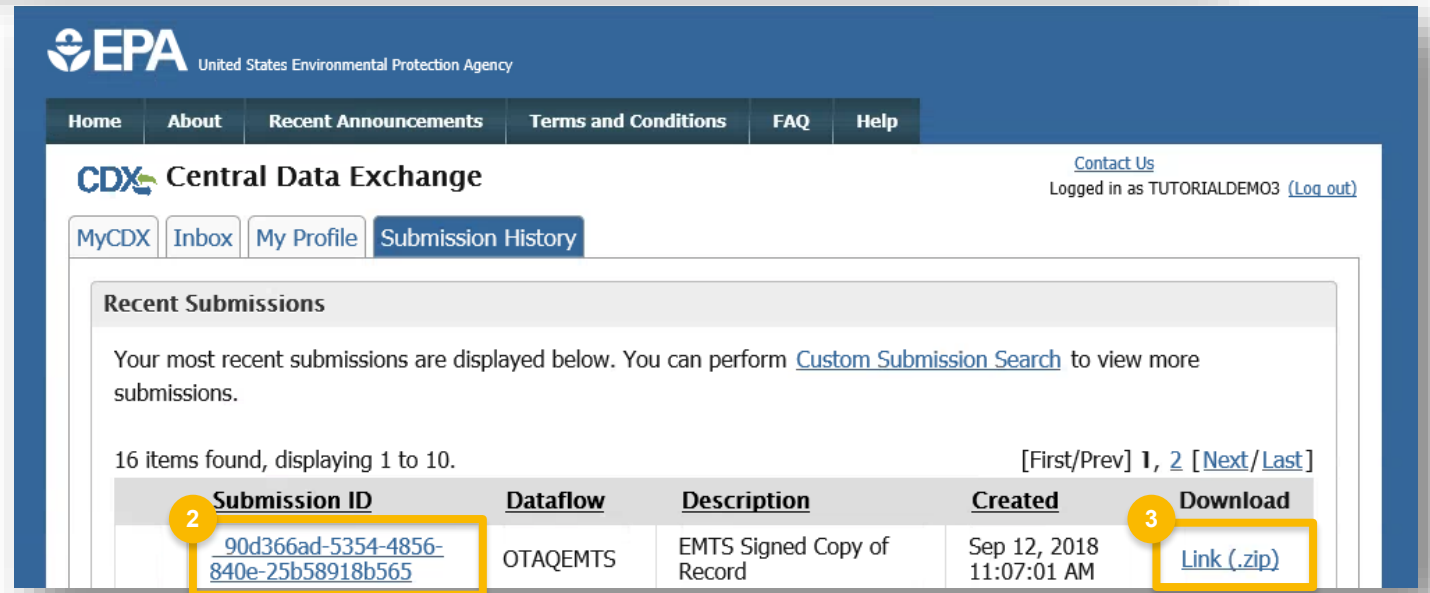 EPA United States Environmental Protection Agency
Home About Recent Announcements Terms and Conditions FAQ Help
Contact Us
CDX Central Data Exchange
Logged in as TUTORIALDEMO3 (Log out)
MyCDX Inbox My Profile Submission History
Recent Submissions
Your most recent submissions are displayed below. You can perform Custom Submission Search to view more
submissions.
16 items found, displaying 1 to 10. [First/Prev] 1, 2 [Next/Last]
Submission ID Dataflow Description Created Download
2 3
_90d366ad-5354-4856-
840e-25b58918b565
OTAQEMTS
EMTS Signed Copy of
Record
Sep 12, 2018
11:07:01 AM
Link (.zip)